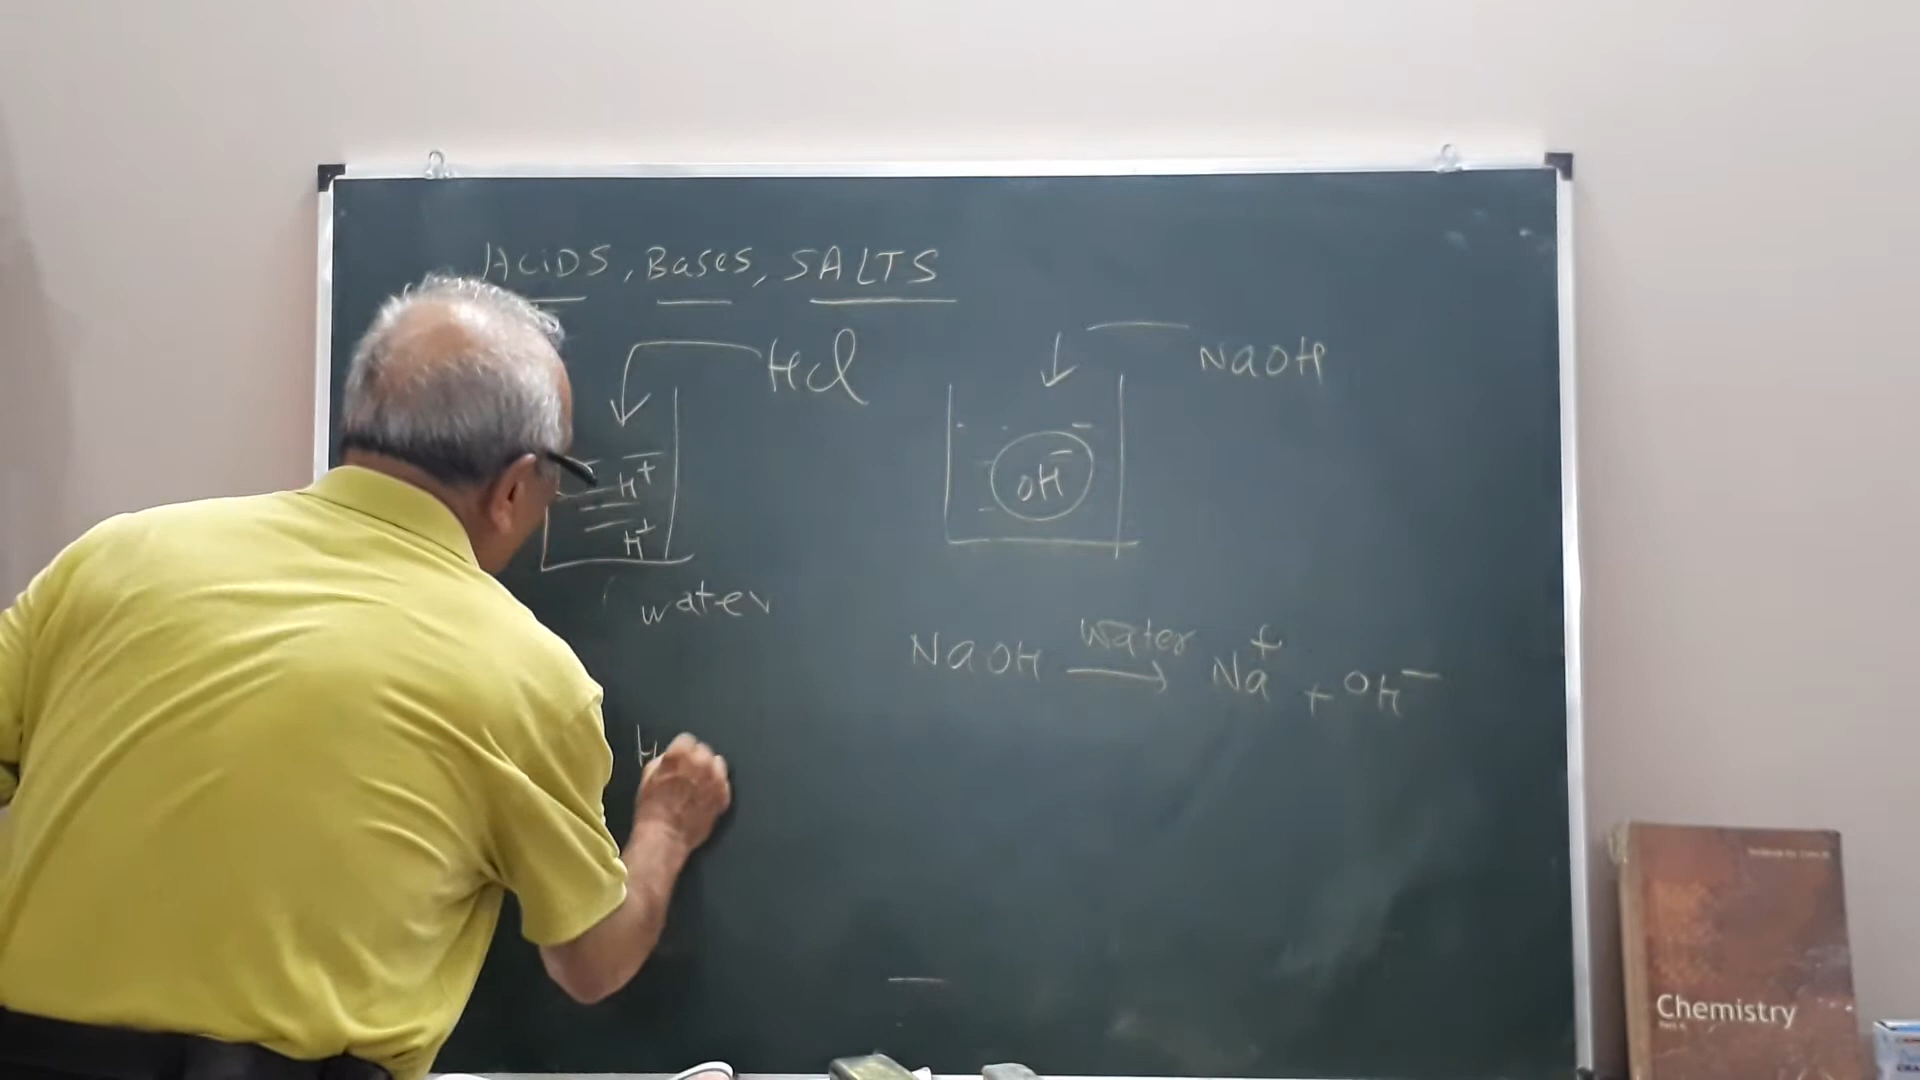 ACiDS, Bases, SALTS
HCl
NaOH
H+
H+
OH−
water
NaOH water → Na+ + OH−
H
Chemistry